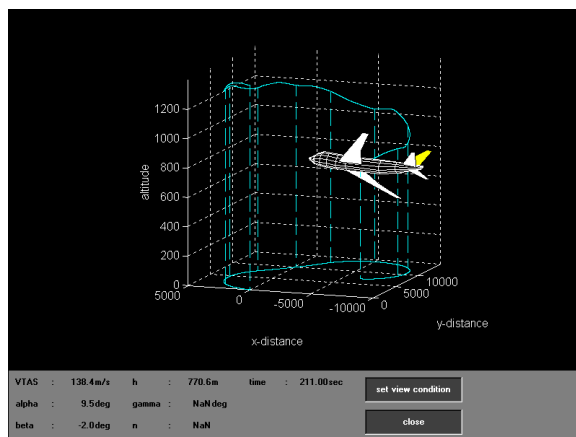 1200
1000
800
600
400
200
0
altitude
5000
0
-5000
-10000
x-distance
0
5000
10000
y-distance
VTAS : 138.4m/s h : 770.6m time : 211.00sec
alpha : 9.5deg gamma : NaNdeg
beta : -2.0deg n : NaN
set view condition
close